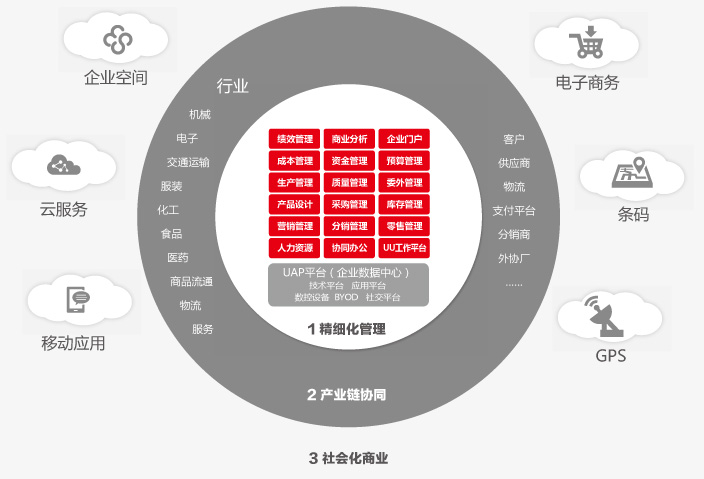 企业空间
云服务
移动应用
行业
机械
电子
交通运输
服装
化工
食品
医药
商品流通
物流
服务
绩效管理 商业分析 企业门户
成本管理 资金管理 预算管理
生产管理 质量管理 委外管理
产品设计 采购管理 库存管理
营销管理 分销管理 零售管理
人力资源 协同办公 UU工作平台
UAP平台（企业数据中心）
技术平台 应用平台
数控设备 BYOD 社交平台
1 精细化管理
客户
供应商
物流
支付平台
分销商
外协厂
......
电子商务
条码
GPS
2 产业链协同
3 社会化商业